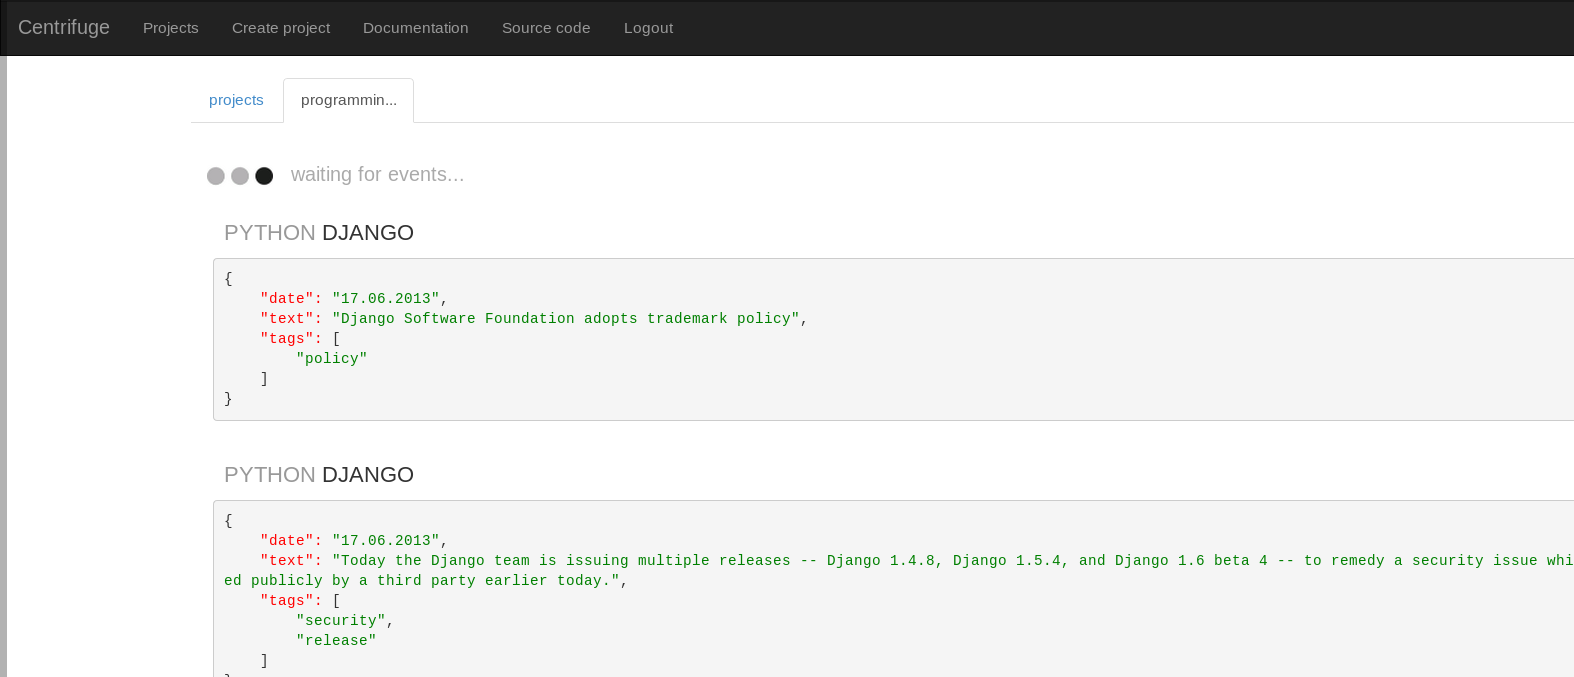 Centrifuge Projects Create project Documentation Source code Logout
projects programmin...
waiting for events...
PYTHON DJANGO
{
    "date": "17.06.2013",
    "text": "Django Software Foundation adopts trademark policy",
    "tags": [
        "policy"
    ]
}
PYTHON DJANGO
{
    "date": "17.06.2013",
    "text": "Today the Django team is issuing multiple releases -- Django 1.4.8, Django 1.5.4, and Django 1.6 beta 4 -- to remedy a security issue whi
ed publicly by a third party earlier today.",
    "tags": [
        "security",
        "release"
    ]
}